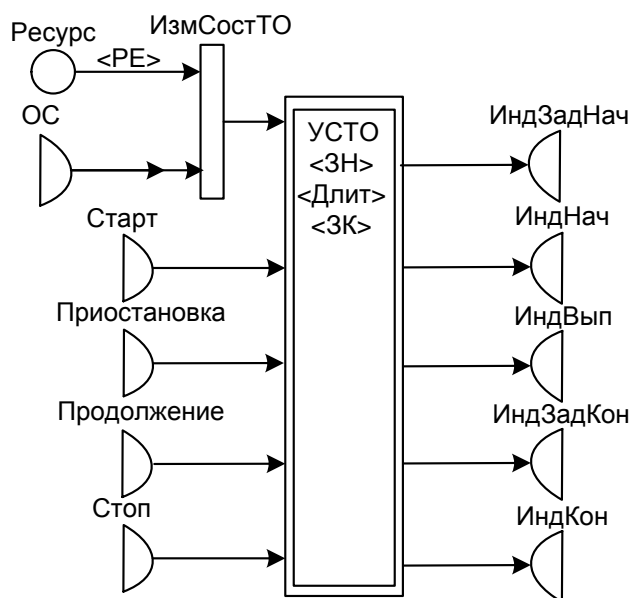 Ресурс
ИзмСостТО
<РЕ>
ОС
УСТО
<ЗН>
<Длит>
<ЗК>
ИндЗадНач
Старт
ИндНач
Приостановка
ИндВып
Продолжение
ИндЗадКон
Стоп
ИндКон